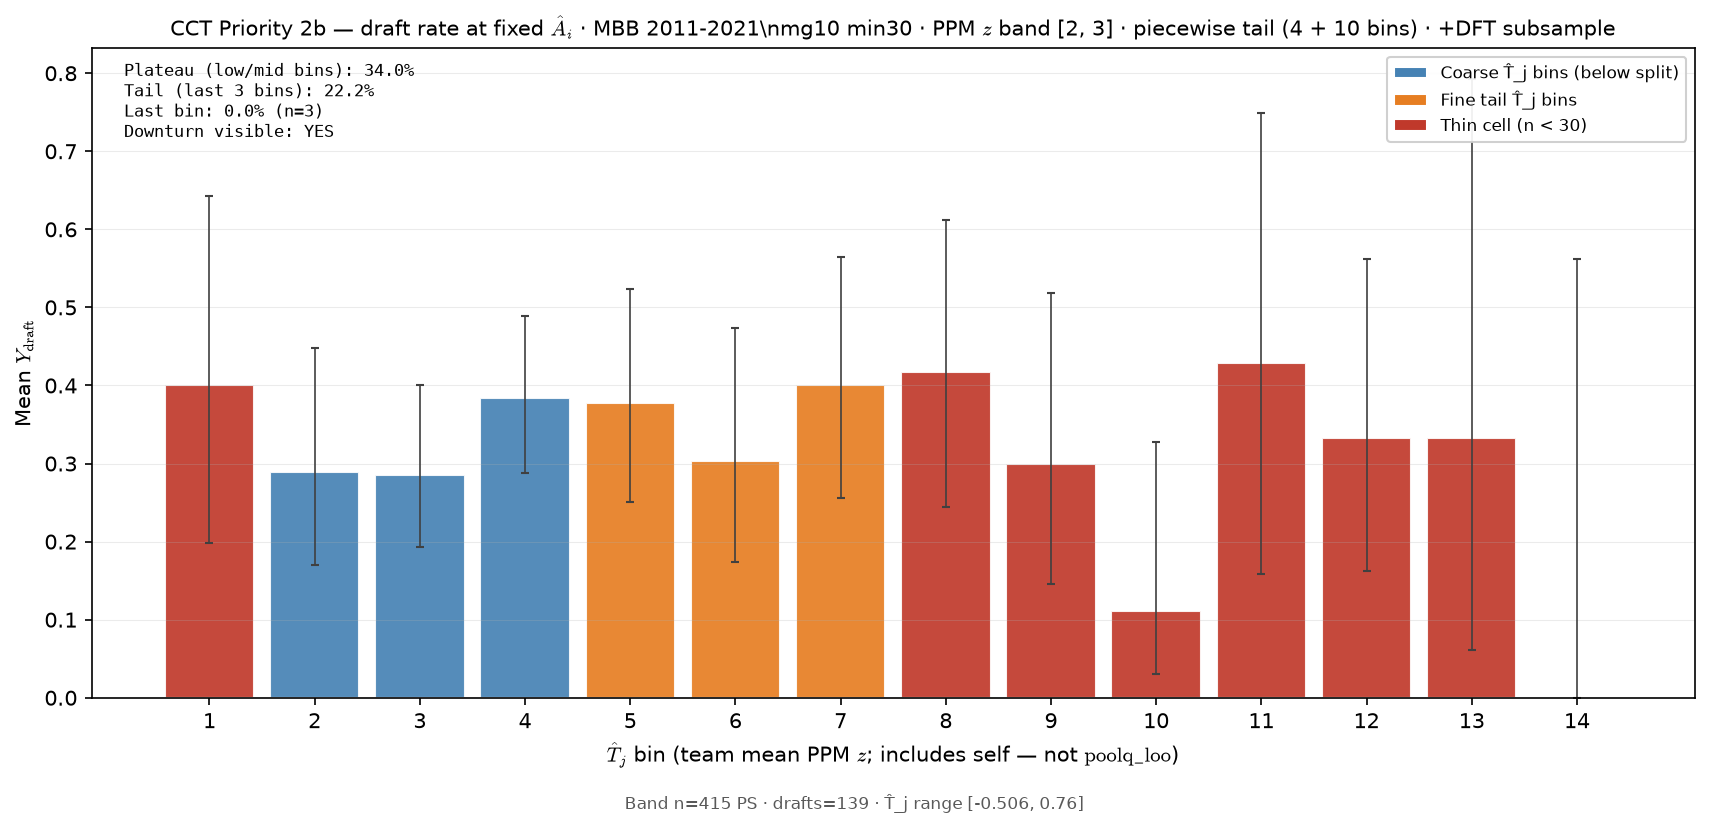 CCT Priority 2b — draft rate at fixed Âᵢ · MBB 2011-2021\nmg10 min30 · PPM z band [2, 3] · piecewise tail (4 + 10 bins) · +DFT subsample
Plateau (low/mid bins): 34.0%
Tail (last 3 bins): 22.2%
Last bin: 0.0% (n=3)
Downturn visible: YES
Coarse T̂_j bins (below split)
Fine tail T̂_j bins
Thin cell (n < 30)
Mean Y_draft
0.8
0.7
0.6
0.5
0.4
0.3
0.2
0.1
0.0
1 2 3 4 5 6 7 8 9 10 11 12 13 14
T̂ⱼ bin (team mean PPM z; includes self — not poolq_loo)
Band n=415 PS · drafts=139 · T̂_j range [-0.506, 0.76]